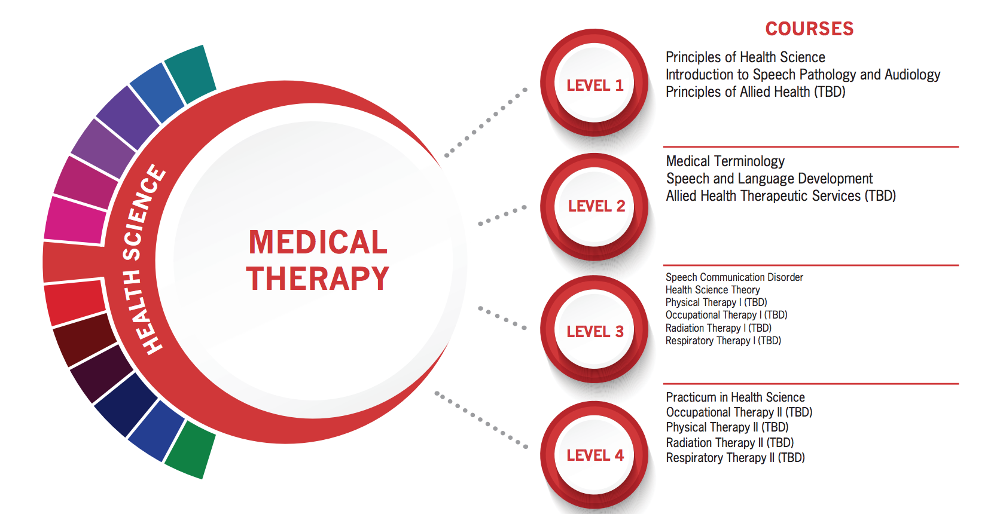 HEALTH SCIENCE
MEDICAL
THERAPY
COURSES
LEVEL 1
Principles of Health Science
Introduction to Speech Pathology and Audiology
Principles of Allied Health (TBD)
LEVEL 2
Medical Terminology
Speech and Language Development
Allied Health Therapeutic Services (TBD)
LEVEL 3
Speech Communication Disorder
Health Science Theory
Physical Therapy I (TBD)
Occupational Therapy I (TBD)
Radiation Therapy I (TBD)
Respiratory Therapy I (TBD)
LEVEL 4
Practicum in Health Science
Occupational Therapy II (TBD)
Physical Therapy II (TBD)
Radiation Therapy II (TBD)
Respiratory Therapy II (TBD)